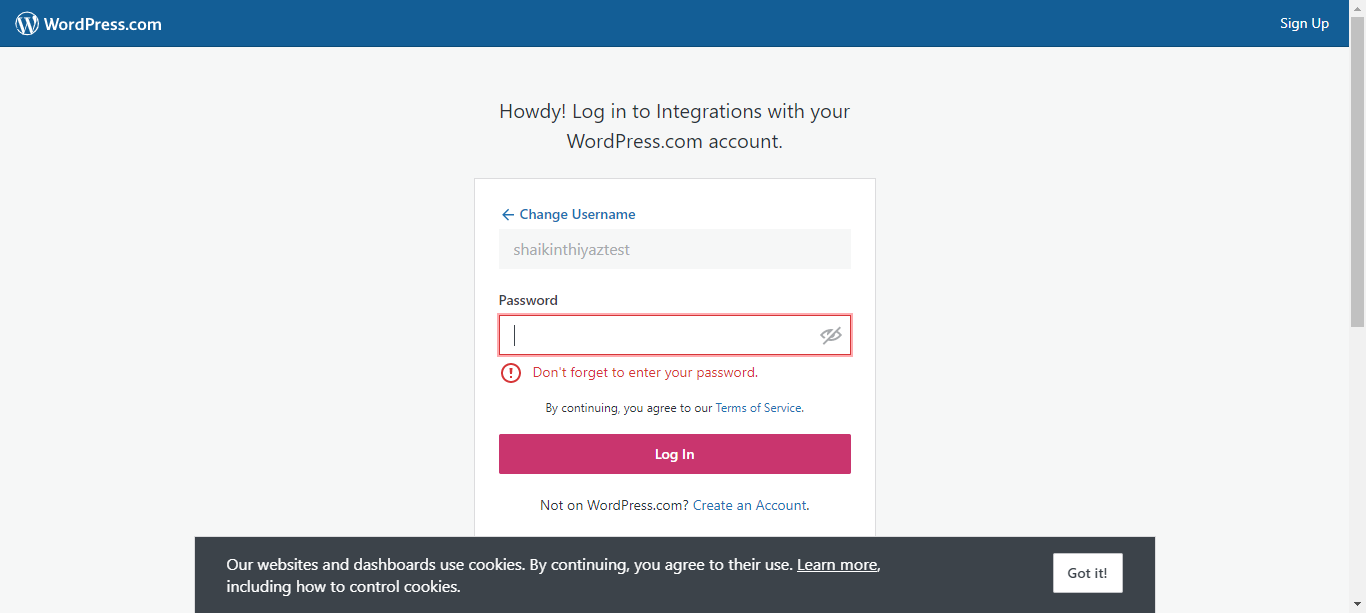 WordPress.com
Sign Up
Howdy! Log in to Integrations with your
WordPress.com account.
Change Username
shaikinthiyaztest
Password
Don't forget to enter your password.
By continuing, you agree to our Terms of Service.
Log In
Not on WordPress.com? Create an Account.
Our websites and dashboards use cookies. By continuing, you agree to their use. Learn more,
including how to control cookies.
Got it!